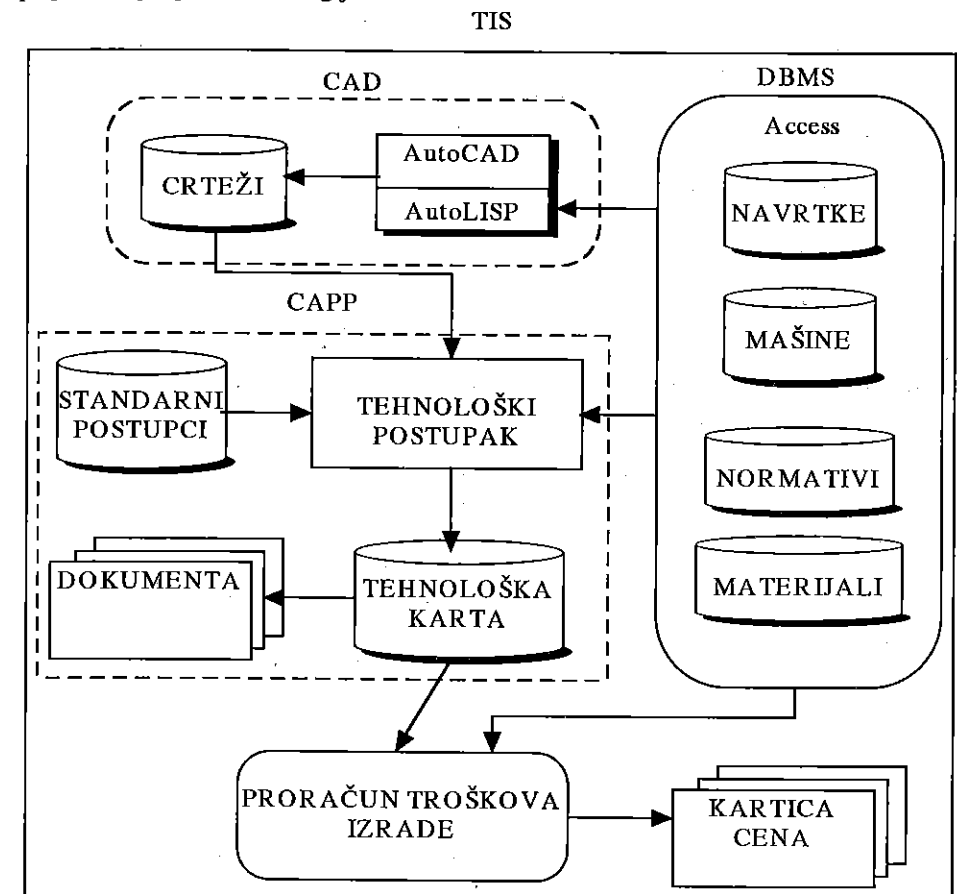 TIS
CAD
DBMS
Access
AutoCAD
AutoLISP
CRTEŽI
NAVRTKE
MAŠINE
CAPP
STANDARNI
POSTUPCI
TEHNOLOŠKI
POSTUPAK
NORMATIVI
MATERIJALI
DOKUMENTA
TEHNOLOŠKA
KARTA
PRORAČUN TROŠKOVA
IZRADE
KARTICA
CENA